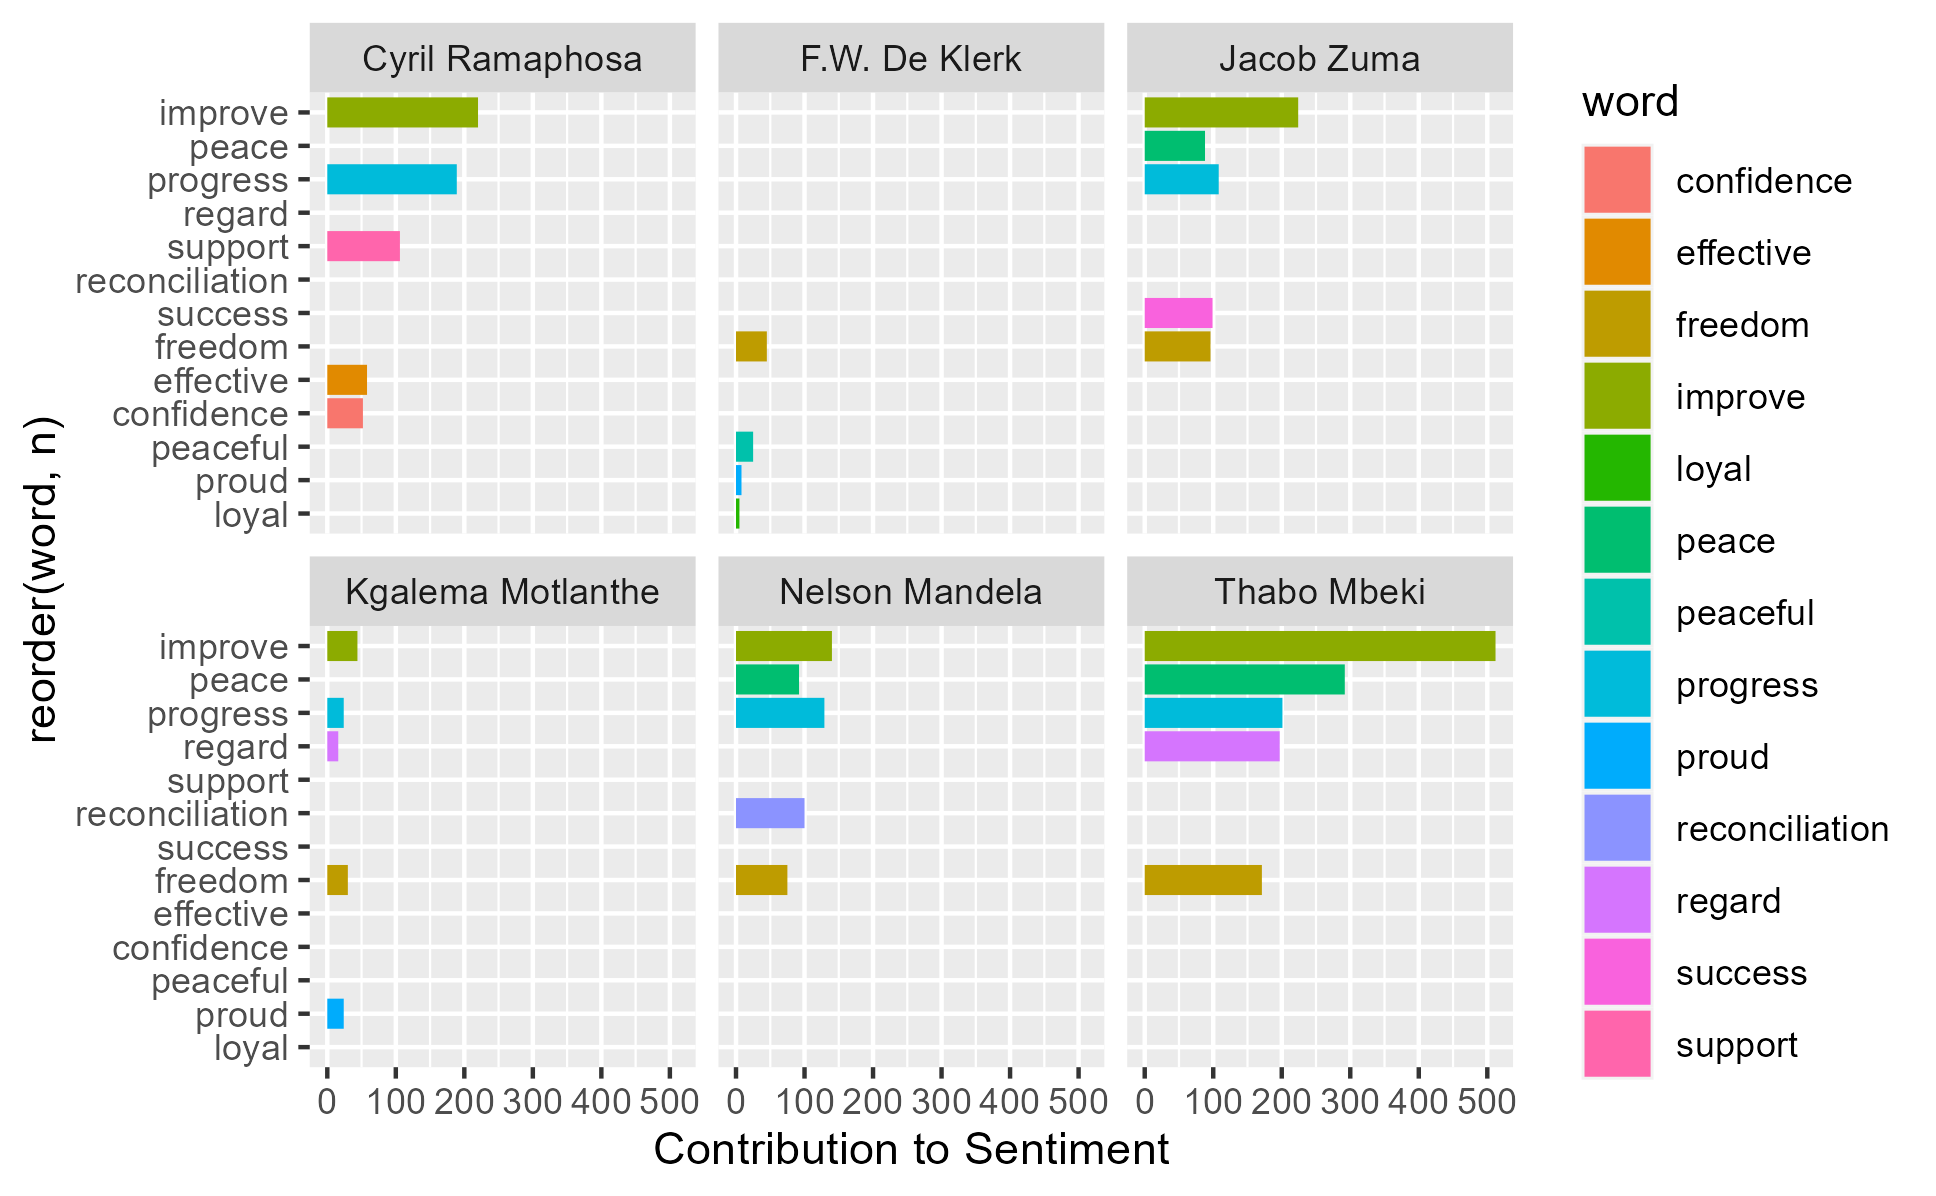 Cyril Ramaphosa
F.W. De Klerk
Jacob Zuma
improve
peace
progress
regard
support
reconciliation
success
freedom
effective
confidence
peaceful
proud
loyal
Kgalema Motlanthe
Nelson Mandela
Thabo Mbeki
improve
peace
progress
regard
support
reconciliation
success
freedom
effective
confidence
peaceful
proud
loyal
0 100 200 300 400 500
0 100 200 300 400 500
0 100 200 300 400 500
Contribution to Sentiment
reorder(word, n)
word
confidence
effective
freedom
improve
loyal
peace
peaceful
progress
proud
reconciliation
regard
success
support